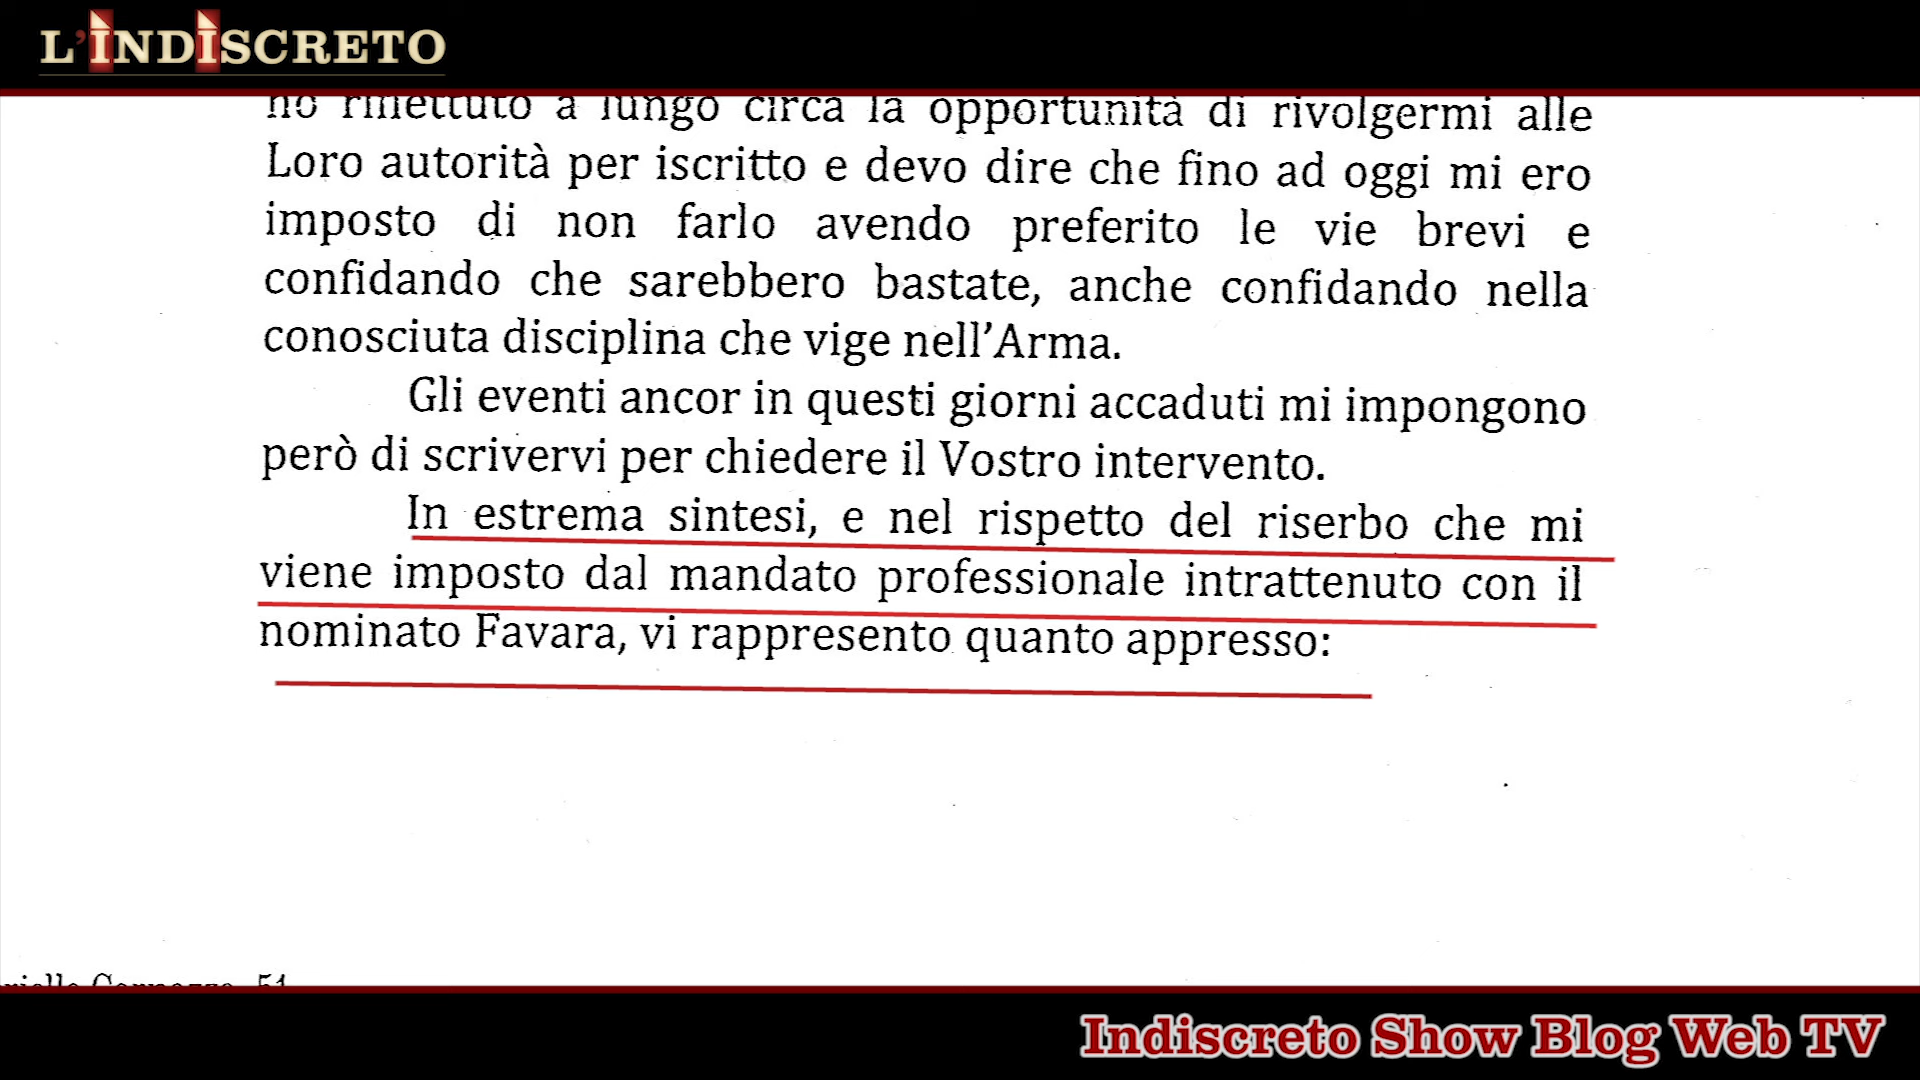 L'INDISCRETO
ho riflettuto a lungo circa la opportunità di rivolgermi alle
Loro autorità per iscritto e devo dire che fino ad oggi mi ero
imposto di non farlo avendo preferito le vie brevi e
confidando che sarebbero bastate, anche confidando nella
conosciuta disciplina che vige nell'Arma.
Gli eventi ancor in questi giorni accaduti mi impongono
però di scrivervi per chiedere il Vostro intervento.
In estrema sintesi, e nel rispetto del riserbo che mi
viene imposto dal mandato professionale intrattenuto con il
nominato Favara, vi rappresento quanto appresso:
51
Indiscreto Show Blog Web TV